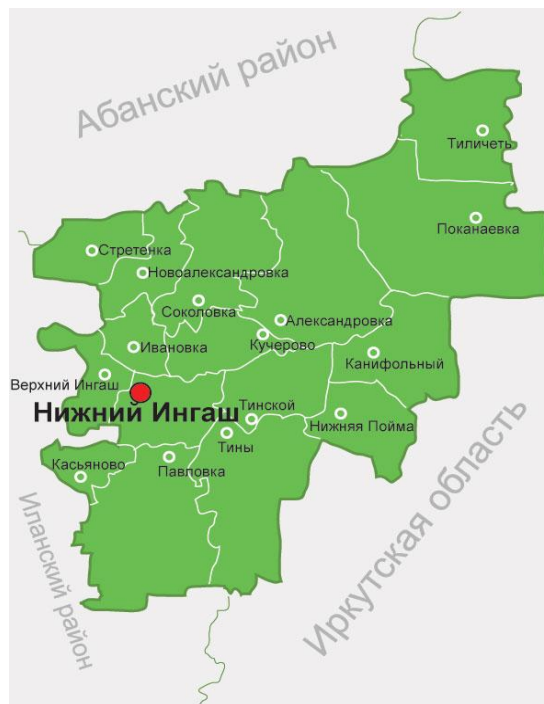 Абанский район
Тиличеть
Поканаевка
Стретенка
Новоалександровка
Соколовка
Александровка
Кучерово
Ивановка
Канифольный
Верхний Ингаш
Нижний Ингаш
Тинской
Нижняя Пойма
Тины
Касьяново
Павловка
Иланский район
Иркутская область